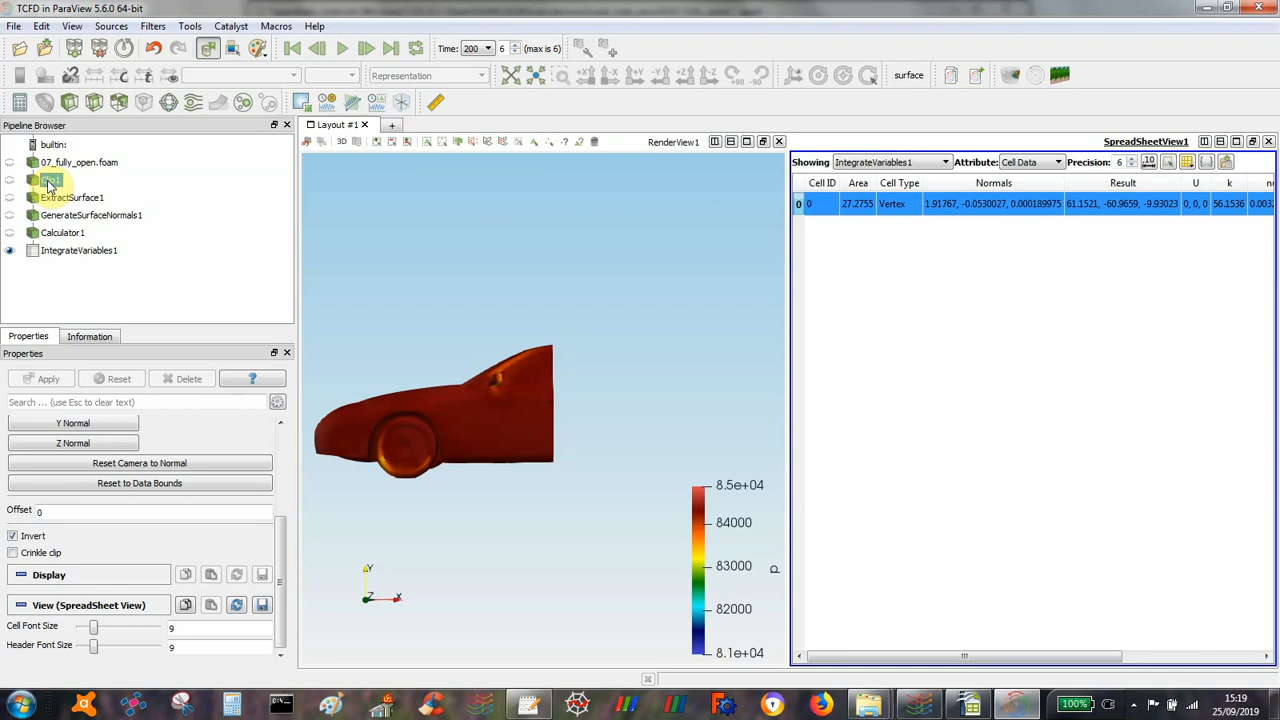 TCFD in ParaView 5.6.0 64-bit
File Edit View Sources Filters Tools Catalyst Macros Help
Time: 200 6 (max is 6)
Representation
surface
Pipeline Browser
Layout #1
builtin:
07_fully_open.foam
ExtractSurface1
GenerateSurfaceNormals1
Calculator1
IntegrateVariables1
3D
RenderView1
SpreadSheetView1
Showing IntegrateVariables1 Attribute: Cell Data Precision: 6
Cell ID Area Cell Type Normals Result U k
0 0 27.2755 Vertex 1.91767, -0.0530027, 0.000189975 61.1521, -60.9659, -9.93023 0, 0, 0 56.1536
Properties Information
Properties
Apply Reset Delete ?
Search ... (use Esc to clear text)
Y Normal
Z Normal
Reset Camera to Normal
Reset to Data Bounds
Offset 0
Invert
Crinkle clip
Display
View (SpreadSheet View)
Cell Font Size 9
Header Font Size 9
8.5e+04
84000
83000
82000
8.1e+04
p
Y
Z X
100%
15:19
25/09/2019